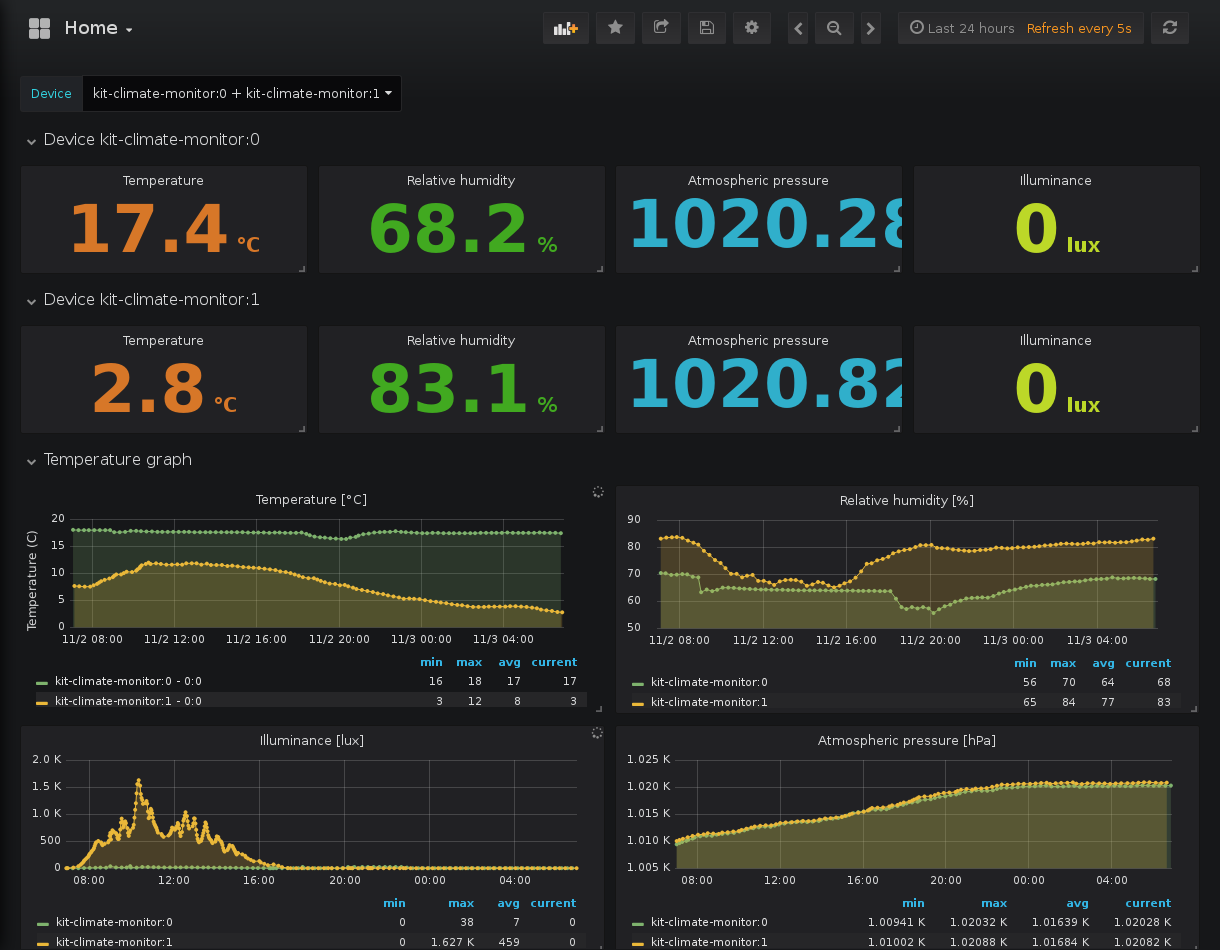 Home
Last 24 hours Refresh every 5s
Device kit-climate-monitor:0 + kit-climate-monitor:1
Device kit-climate-monitor:0
Temperature Relative humidity Atmospheric pressure Illuminance
17.4 °C 68.2 % 1020.28 0 lux
Device kit-climate-monitor:1
Temperature Relative humidity Atmospheric pressure Illuminance
2.8 °C 83.1 % 1020.82 0 lux
Temperature graph
Temperature [°C]
Temperature (C)
20
15
10
5
0
11/2 08:00 11/2 12:00 11/2 16:00 11/2 20:00 11/3 00:00 11/3 04:00
min max avg current
kit-climate-monitor:0 - 0:0 16 18 17 17
kit-climate-monitor:1 - 0:0 3 12 8 3
Relative humidity [%]
90
80
70
60
50
11/2 08:00 11/2 12:00 11/2 16:00 11/2 20:00 11/3 00:00 11/3 04:00
min max avg current
kit-climate-monitor:0 56 70 64 68
kit-climate-monitor:1 65 84 77 83
Illuminance [lux]
2.0 K
1.5 K
1.0 K
500
0
08:00 12:00 16:00 20:00 00:00 04:00
min max avg current
kit-climate-monitor:0 0 38 7 0
kit-climate-monitor:1 0 1.627 K 459 0
Atmospheric pressure [hPa]
1.025 K
1.020 K
1.015 K
1.010 K
1.005 K
08:00 12:00 16:00 20:00 00:00 04:00
min max avg current
kit-climate-monitor:0 1.00941 K 1.02032 K 1.01639 K 1.02028 K
kit-climate-monitor:1 1.01002 K 1.02088 K 1.01684 K 1.02082 K